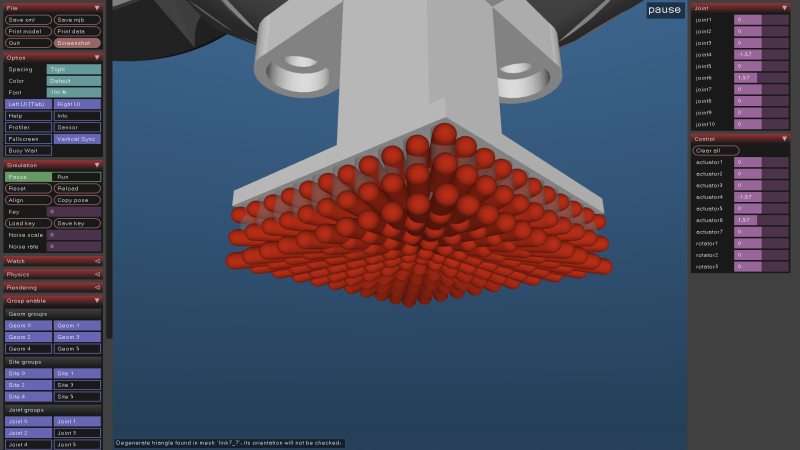 File
Save xml Save mjb
Print model Print data
Quit Screenshot
Option
Spacing Tight
Color Default
Font 100 %
Left UI (Tab) Right UI
Help Info
Profiler Sensor
Fullscreen Vertical Sync
Busy Wait
Simulation
Pause Run
Reset Reload
Align Copy pose
Key 0
Load key Save key
Noise scale 0
Noise rate 0
Watch
Physics
Rendering
Group enable
Geom groups
Geom 0 Geom 1
Geom 2 Geom 3
Geom 4 Geom 5
Site groups
Site 0 Site 1
Site 2 Site 3
Site 4 Site 5
Joint groups
Joint 0 Joint 1
Joint 2 Joint 3
Joint 4 Joint 5
pause
Degenerate triangle found in mesh 'link7_7'; its orientation will not be checked.
Joint
joint1 0
joint2 0
joint3 0
joint4 -1.57
joint5 0
joint6 1.57
joint7 0
joint8 0
joint9 0
joint10 0
Control
Clear all
actuator1 0
actuator2 0
actuator3 0
actuator4 -1.57
actuator5 0
actuator6 1.57
actuator7 0
rotator1 0
rotator2 0
rotator3 0